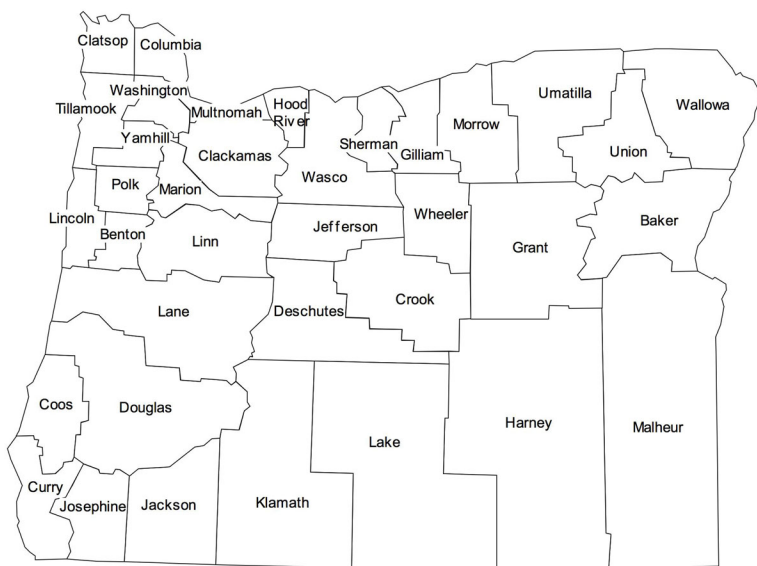 Clatsop
Columbia
Tillamook
Washington
Multnomah
Hood
River
Yamhill
Clackamas
Sherman
Gilliam
Morrow
Umatilla
Wallowa
Union
Polk
Marion
Wasco
Lincoln
Benton
Linn
Jefferson
Wheeler
Grant
Baker
Lane
Deschutes
Crook
Coos
Douglas
Lake
Harney
Malheur
Curry
Josephine
Jackson
Klamath